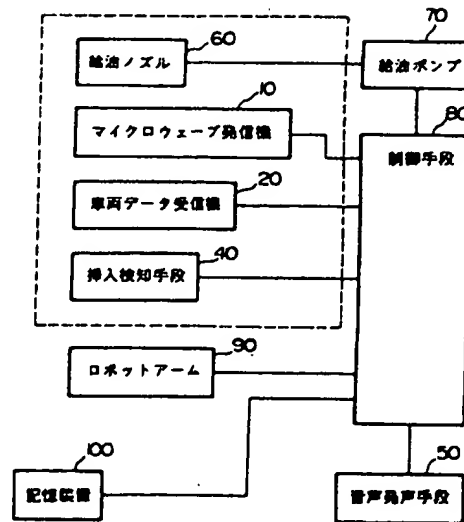 60
70
給油ノズル
給油ポンプ
10
80
マイクロウェーブ発信機
制御手段
20
車両データ受信機
40
挿入検知手段
90
ロボットアーム
100
50
記憶装置
音声発声手段